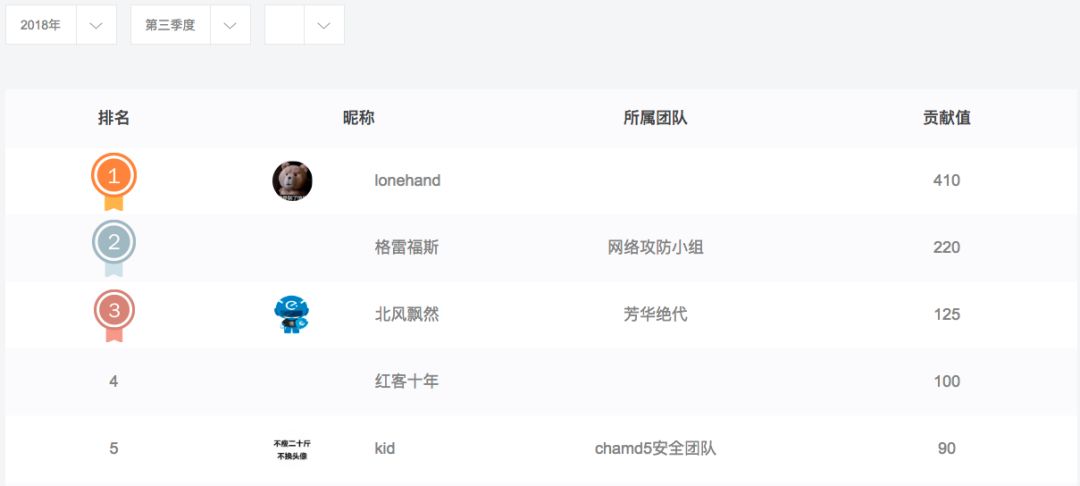 2018年 第三季度
排名 昵称 所属团队 贡献值
1 lonehand 410
2 格雷福斯 网络攻防小组 220
3 北风飘然 芳华绝代 125
4 红客十年 100
5 不瘦二十斤 kid chamd5安全团队 90
不换头像